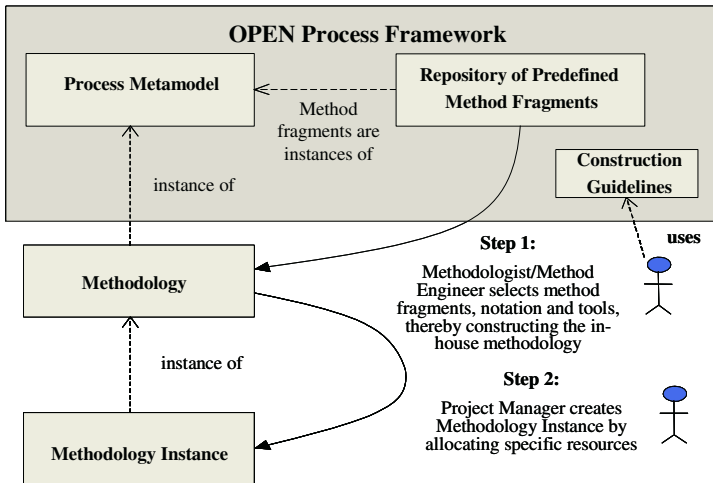 OPEN Process Framework
Process Metamodel
Repository of Predefined
Method Fragments
Method
fragments are
instances of
Construction
Guidelines
instance of
uses
Step 1:
Methodology
Methodologist/Method
Engineer selects method
fragments, notation and tools,
thereby constructing the in-
house methodology
instance of
Step 2:
Project Manager creates
Methodology Instance by
allocating specific resources
Methodology Instance